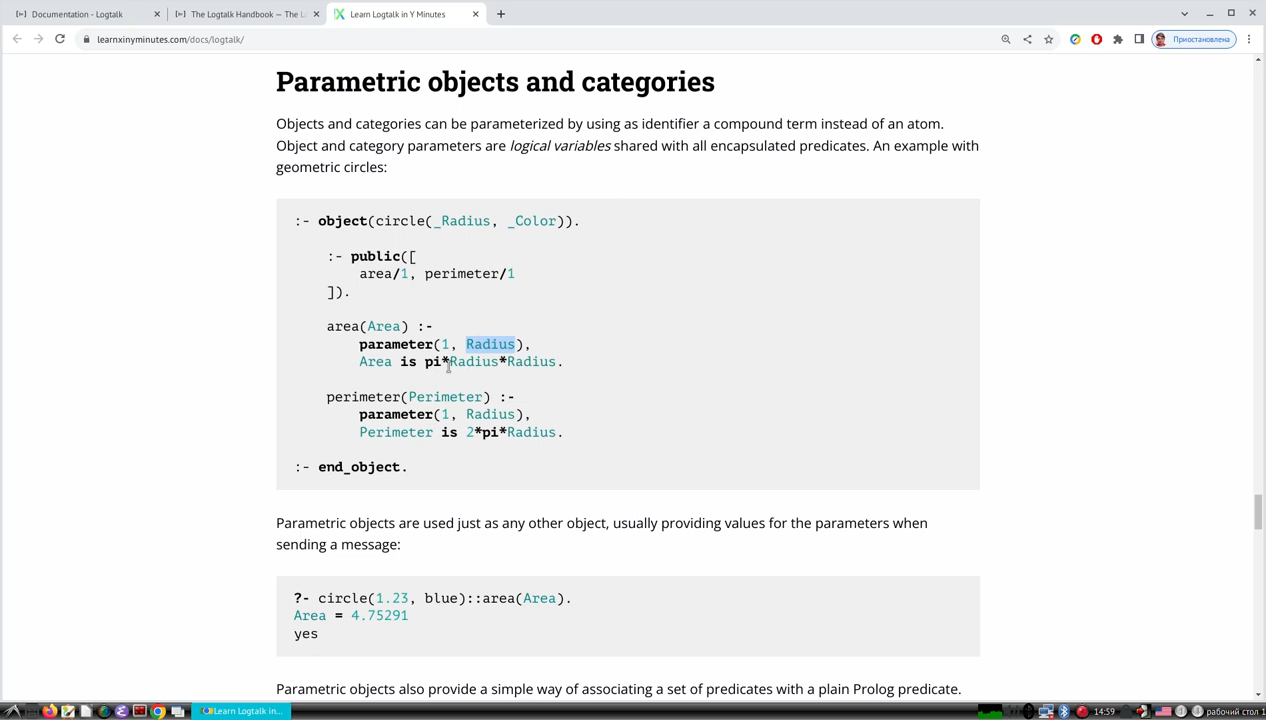 Documentation - Logtalk
The Logtalk Handbook — The L
Learn Logtalk in Y Minutes
learnxinyminutes.com/docs/logtalk/
Приостановлена
Parametric objects and categories
Objects and categories can be parameterized by using as identifier a compound term instead of an atom.
Object and category parameters are logical variables shared with all encapsulated predicates. An example with
geometric circles:
:- object(circle(_Radius, _Color)).
:- public([
area/1, perimeter/1
]).
area(Area) :-
parameter(1, Radius),
Area is pi*Radius*Radius.
perimeter(Perimeter) :-
parameter(1, Radius),
Perimeter is 2*pi*Radius.
:- end_object.
Parametric objects are used just as any other object, usually providing values for the parameters when
sending a message:
?- circle(1.23, blue)::area(Area).
Area = 4.75291
yes
Parametric objects also provide a simple way of associating a set of predicates with a plain Prolog predicate.
Learn Logtalk in...
14:59
рабочий стол 1